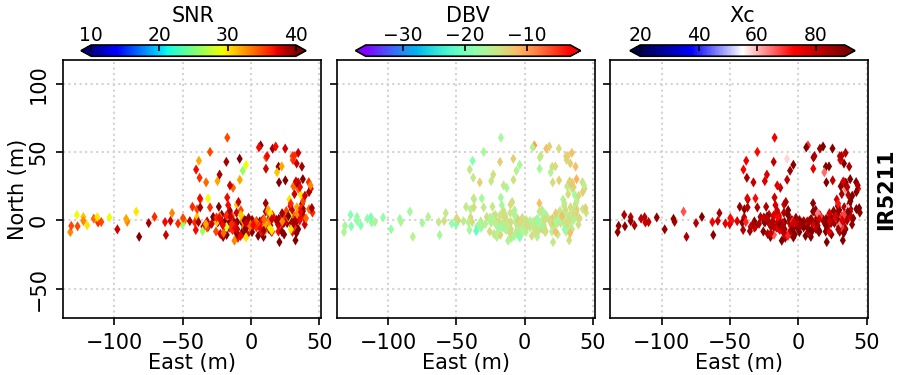 SNR DBV Xc
10 20 30 40 −30 −20 −10 20 40 60 80
100
50
0
−50
North (m)
IR5211
−100 −50 0 50 −100 −50 0 50 −100 −50 0 50
East (m) East (m) East (m)